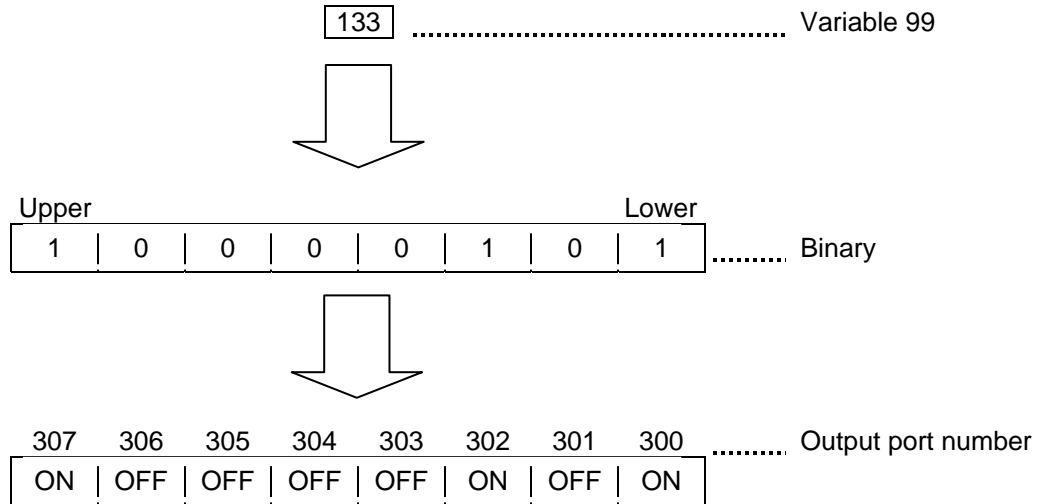 133 Variable 99
Upper Lower
1 0 0 0 0 1 0 1 Binary
307 306 305 304 303 302 301 300 Output port number
ON OFF OFF OFF OFF ON OFF ON